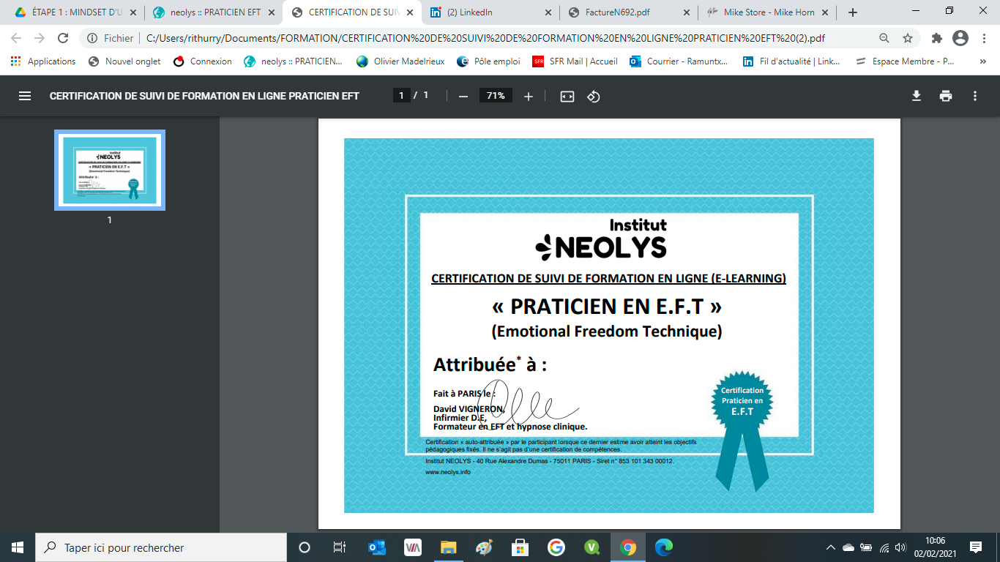 ÉTAPE 1 : MINDSET D'U
neolys :: PRATICIEN EFT
CERTIFICATION DE SUIV
(2) LinkedIn
FactureN692.pdf
Mike Store - Mike Horn
Fichier
C:/Users/rithurry/Documents/FORMATION/CERTIFICATION%20DE%20SUIVI%20DE%20FORMATION%20EN%20LIGNE%20PRATICIEN%20EFT%20(2).pdf
Applications
Nouvel onglet
Connexion
neolys :: PRATICIEN...
Olivier Madelrieux
Pôle emploi
SFR
SFR Mail | Accueil
Courrier - Ramuntx...
Fil d'actualité | Link...
Espace Membre - P...
»
CERTIFICATION DE SUIVI DE FORMATION EN LIGNE PRATICIEN EFT
1 / 1
71%
1
Institut
NEOLYS
CERTIFICATION DE SUIVI DE FORMATION EN LIGNE (E-LEARNING)
« PRATICIEN EN E.F.T »
(Emotional Freedom Technique)
Attribuée* à :
Fait à PARIS le :
David VIGNERON,
Infirmier D.E,
Formateur en EFT et hypnose clinique.
Certification
Praticien en
E.F.T
Certification « auto-attribuée » par le participant lorsque ce dernier estime avoir atteint les objectifs
pédagogiques fixés. Il ne s'agit pas d'une certification de compétences.
Institut NEOLYS - 40 Rue Alexandre Dumas - 75011 PARIS - Siret n° 853 101 343 00012.
www.neolys.info
Taper ici pour rechercher
10:06
02/02/2021